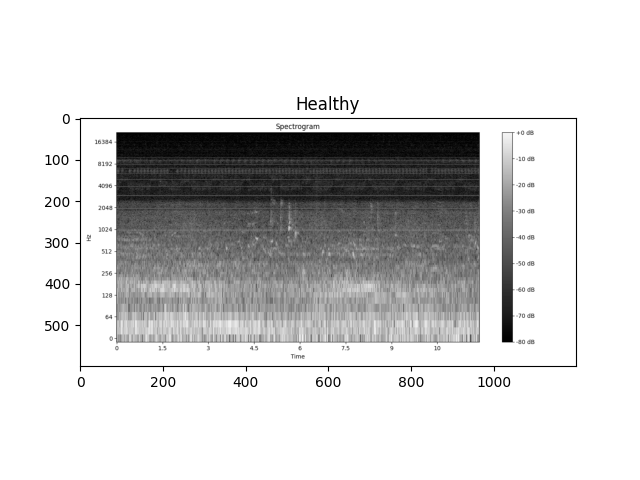 Healthy
Spectrogram
0
100
200
300
400
500
0
200
400
600
800
1000
Hz
16384
8192
4096
2048
1024
512
256
128
64
0
0
1.5
3
4.5
6
7.5
9
10
Time
+0 dB
-10 dB
-20 dB
-30 dB
-40 dB
-50 dB
-60 dB
-70 dB
-80 dB